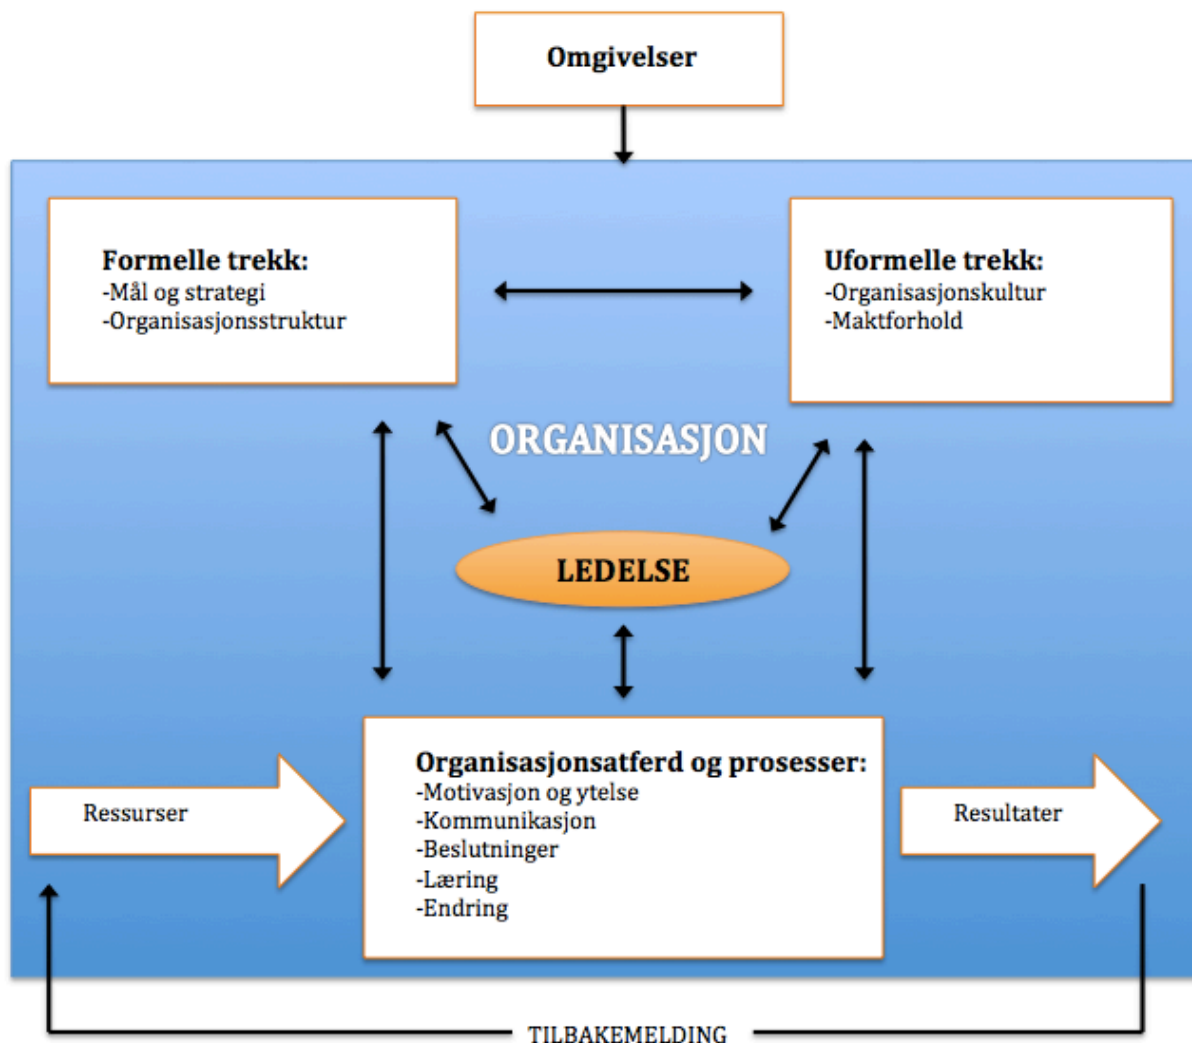 Omgivelser
Formelle trekk:
-Mål og strategi
-Organisasjonsstruktur
Uformelle trekk:
-Organisasjonskultur
-Maktforhold
ORGANISASJON
LEDELSE
Ressurser
Organisasjonsatferd og prosesser:
-Motivasjon og ytelse
-Kommunikasjon
-Beslutninger
-Læring
-Endring
Resultater
TILBAKEMELDING